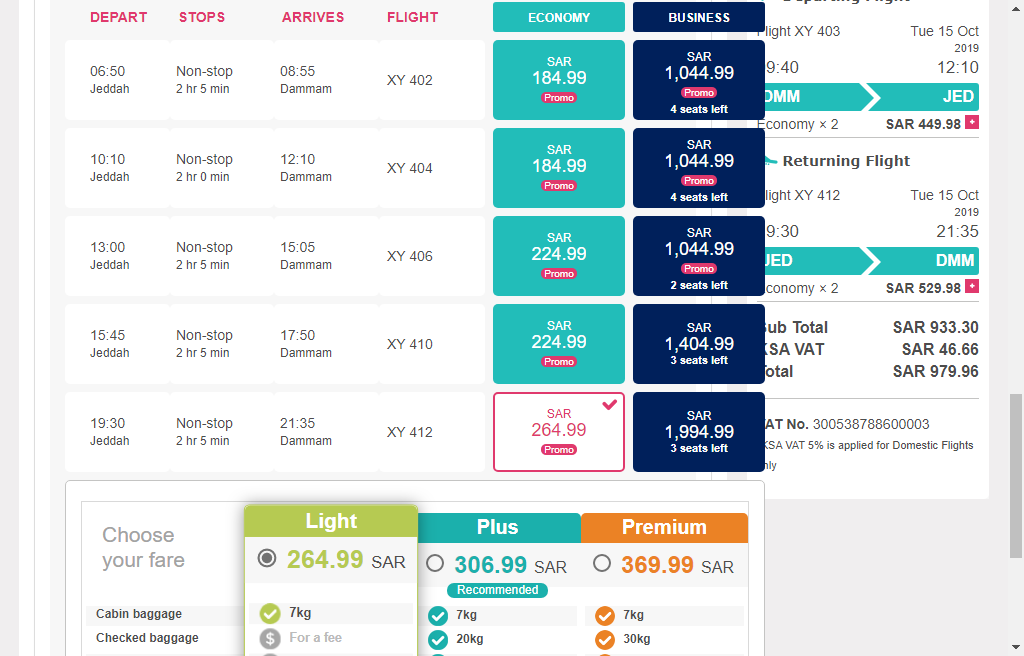 DEPART STOPS ARRIVES FLIGHT ECONOMY BUSINESS
06:50 Non-stop 08:55 XY 402 SAR 184.99 Promo SAR 1,044.99 Promo 4 seats left
Jeddah 2 hr 5 min Dammam
10:10 Non-stop 12:10 XY 404 SAR 184.99 Promo SAR 1,044.99 Promo 4 seats left
Jeddah 2 hr 0 min Dammam
13:00 Non-stop 15:05 XY 406 SAR 224.99 Promo SAR 1,044.99 Promo 2 seats left
Jeddah 2 hr 5 min Dammam
15:45 Non-stop 17:50 XY 410 SAR 224.99 Promo SAR 1,404.99 3 seats left
Jeddah 2 hr 5 min Dammam
19:30 Non-stop 21:35 XY 412 SAR 264.99 Promo SAR 1,994.99 3 seats left
Jeddah 2 hr 5 min Dammam
Choose
your fare
Light Plus Premium
264.99 SAR 306.99 SAR 369.99 SAR
Recommended
Cabin baggage 7kg 7kg 7kg
Checked baggage $ For a fee 20kg 30kg
light XY 403 Tue 15 Oct
2019
9:40 12:10
DMM JED
Economy × 2 SAR 449.98 +
Returning Flight
light XY 412 Tue 15 Oct
2019
9:30 21:35
JED DMM
conomy × 2 SAR 529.98 +
ub Total SAR 933.30
KSA VAT SAR 46.66
otal SAR 979.96
AT No. 300538788600003
KSA VAT 5% is applied for Domestic Flights
nly